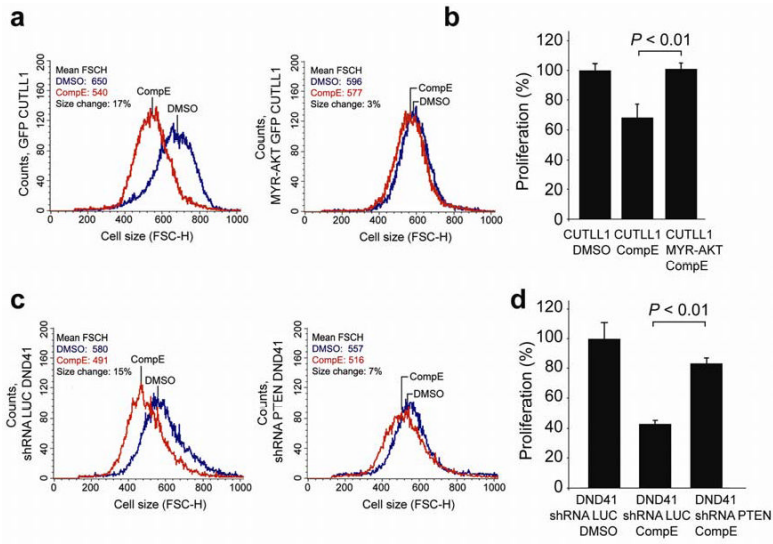 a
Counts, GFP CUTLL1
200
160
120
80
40
0
Mean FSCH
DMSO: 650
CompE: 540
Size change: 17%
CompE
DMSO
0 200 400 600 800 1000
Cell size (FSC-H)
Counts,
MYR-AKT GFP CUTLL1
200
160
120
80
40
0
Mean FSCH
DMSO: 596
CompE: 577
Size change: 3%
CompE
DMSO
0 200 400 600 800 1000
Cell size (FSC-H)
b
Proliferation (%)
120
100
80
60
40
20
0
P < 0.01
CUTLL1 CUTLL1 CUTLL1
DMSO CompE MYR-AKT
CompE
c
Counts,
shRNA LUC DND41
200
160
120
80
40
0
Mean FSCH
DMSO: 580
CompE: 491
Size change: 15%
CompE
DMSO
0 200 400 600 800 1000
Cell size (FSC-H)
Counts,
shRNA PTEN DND41
200
160
120
80
40
0
Mean FSCH
DMSO: 557
CompE: 516
Size change: 7%
CompE
DMSO
0 200 400 600 800 1000
Cell size (FSC-H)
d
Proliferation (%)
120
100
80
60
40
20
0
P < 0.01
DND41 DND41 DND41
shRNA LUC shRNA LUC shRNA PTEN
DMSO CompE CompE